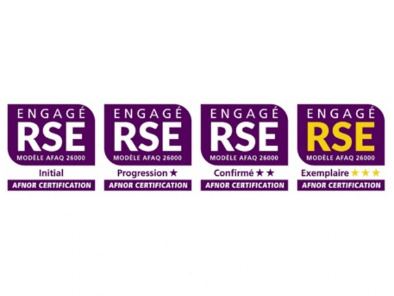 ENGAGÉ
RSE
MODÈLE AFAQ 26000
Initial
AFNOR CERTIFICATION
ENGAGÉ
RSE
MODÈLE AFAQ 26000
Progression ★
AFNOR CERTIFICATION
ENGAGÉ
RSE
MODÈLE AFAQ 26000
Confirmé ★★
AFNOR CERTIFICATION
ENGAGÉ
RSE
MODÈLE AFAQ 26000
Exemplaire ★★★
AFNOR CERTIFICATION